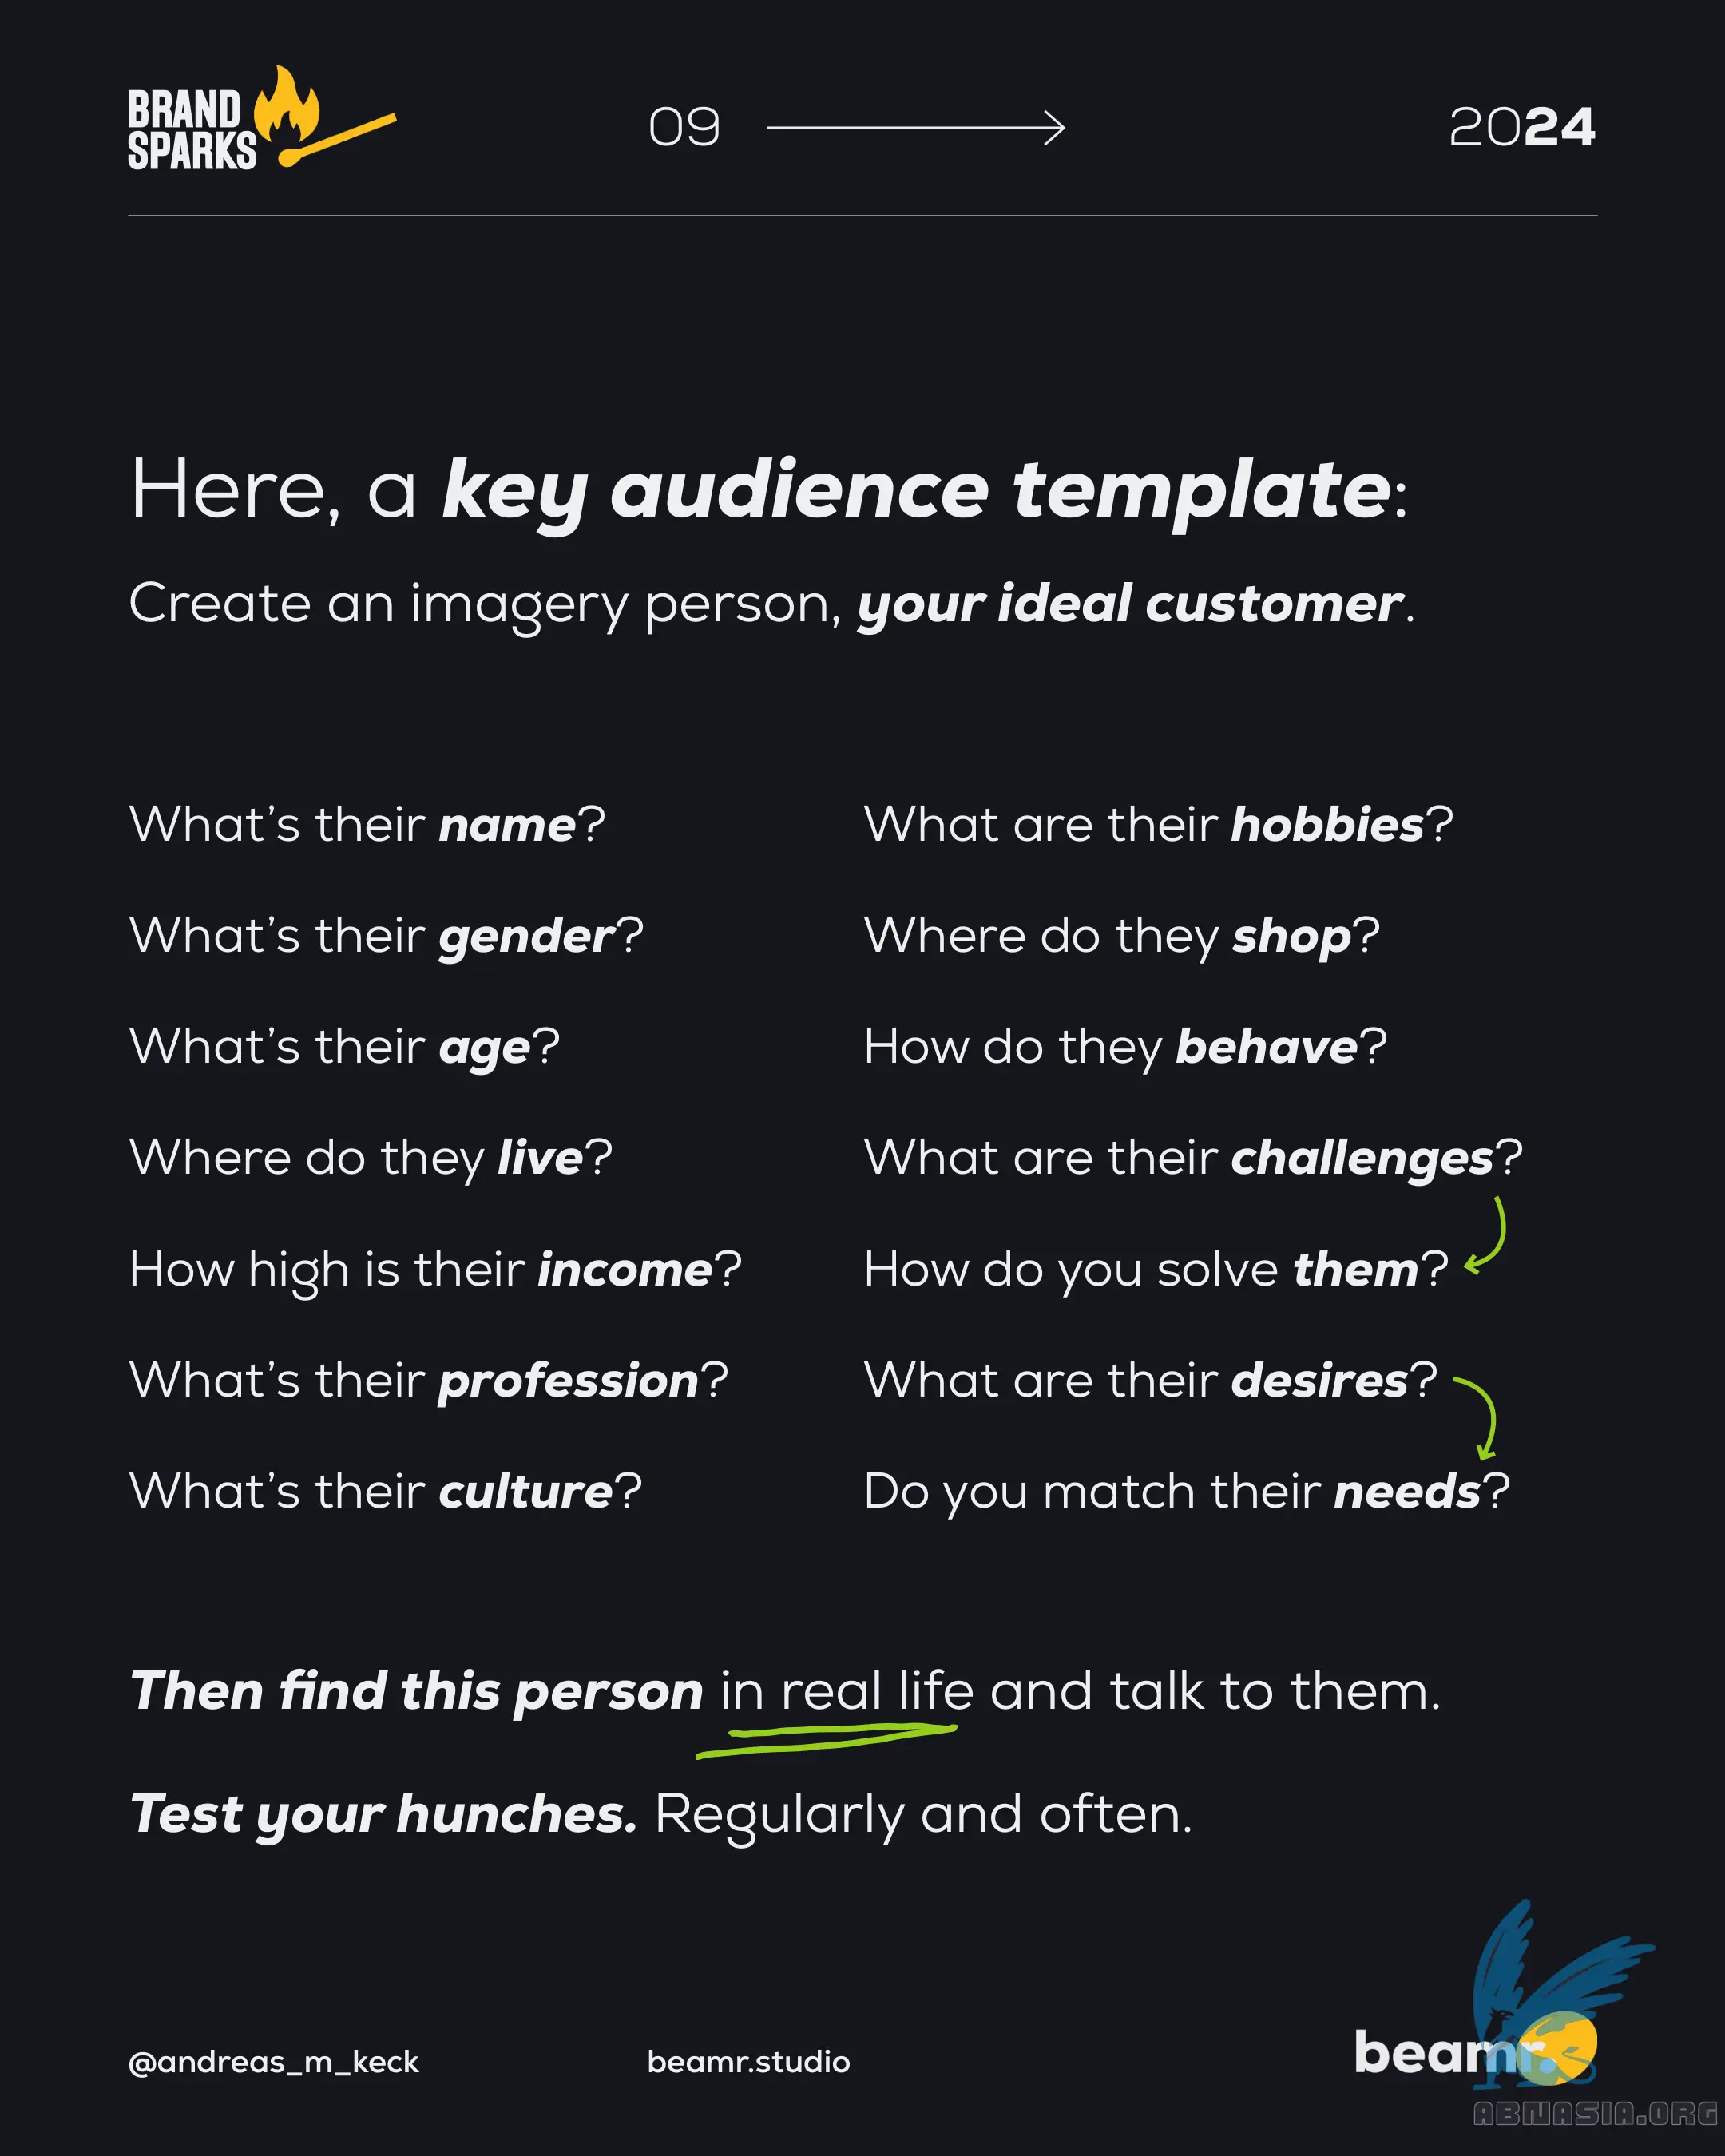 BRAND
SPARKS
09
2024
Here, a key audience template:
Create an imagery person, your ideal customer.
What's their name?
What's their gender?
What's their age?
Where do they live?
How high is their income?
What's their profession?
What's their culture?
What are their hobbies?
Where do they shop?
How do they behave?
What are their challenges?
How do you solve them?
What are their desires?
Do you match their needs?
Then find this person in real life and talk to them.
Test your hunches. Regularly and often.
@andreas_m_keck
beamr.studio
beamr.
ABMASIA.ORG